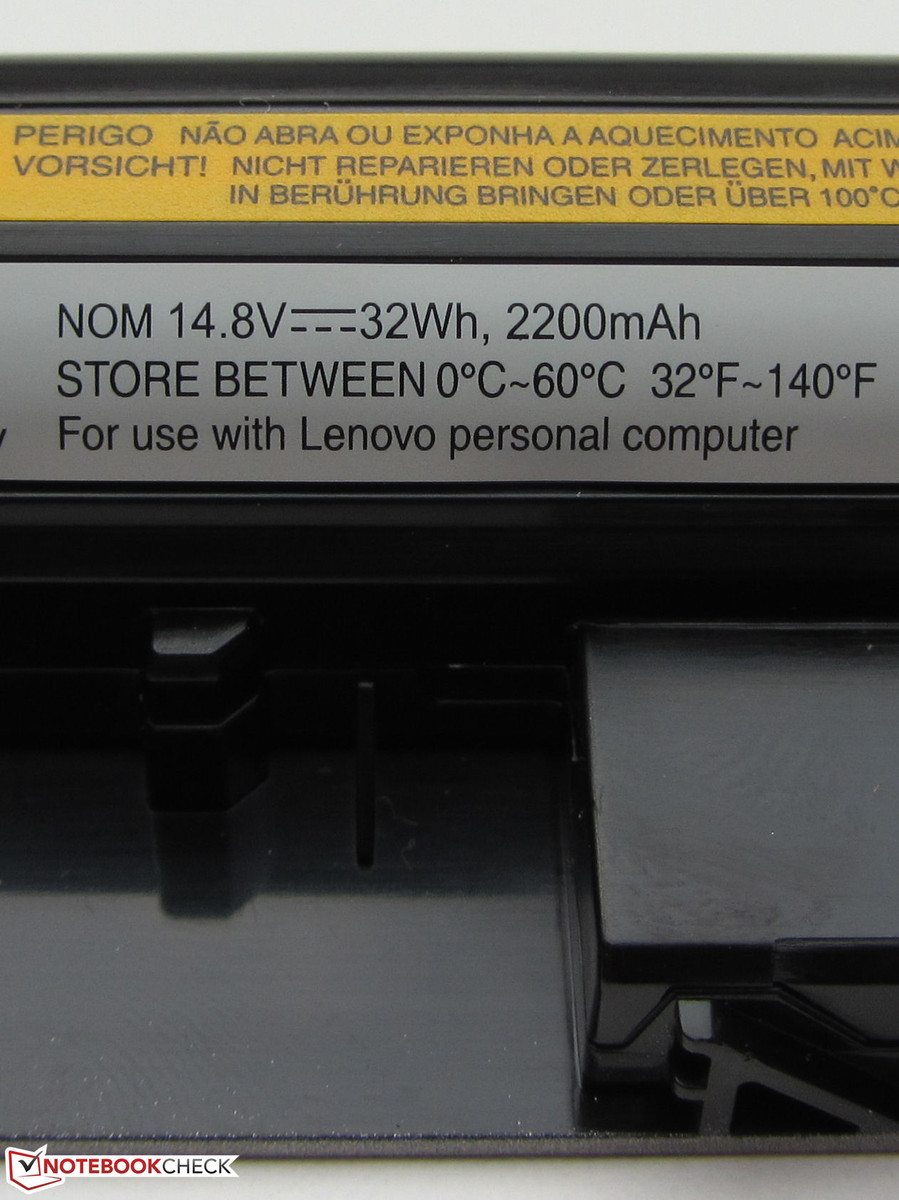 PERIGO NÃO ABRA OU EXPONHA A AQUECIMENTO ACIM
VORSICHT! NICHT REPARIEREN ODER ZERLEGEN, MIT W
IN BERÜHRUNG BRINGEN ODER ÜBER 100°C
NOM 14.8V⎓32Wh, 2200mAh
STORE BETWEEN 0°C~60°C 32°F~140°F
For use with Lenovo personal computer
NOTEBOOKCHECK